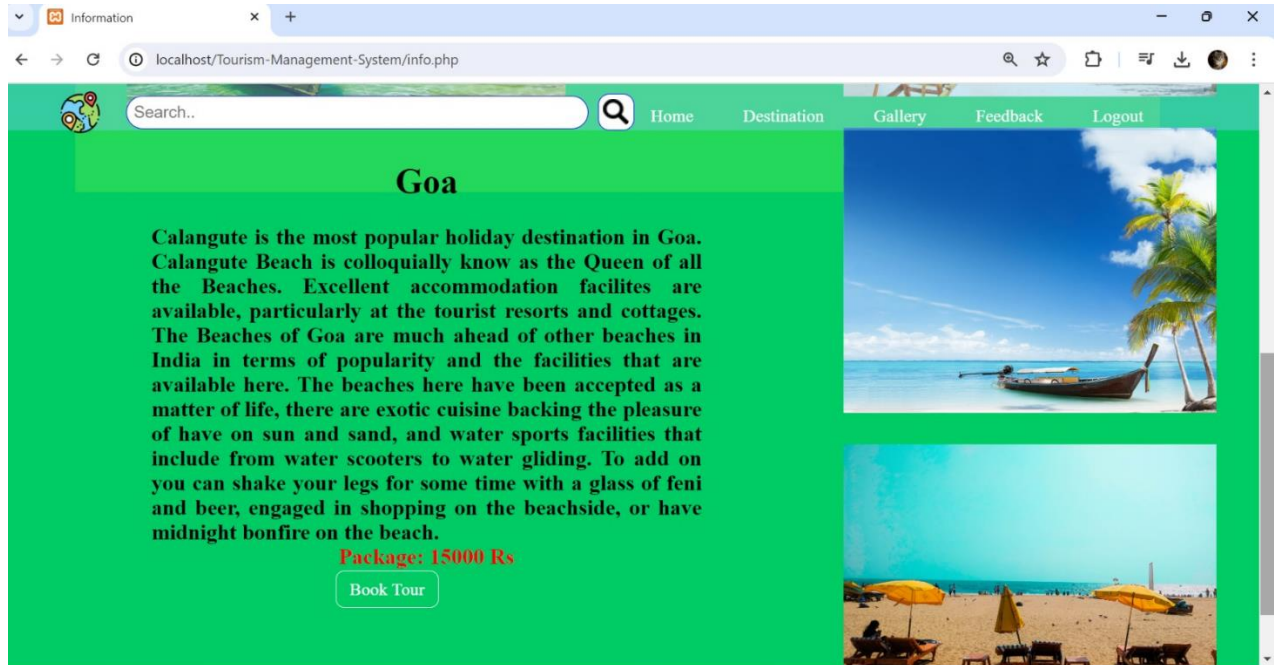 Information
localhost/Tourism-Management-System/info.php
Search..
Home Destination Gallery Feedback Logout
Goa
Calangute is the most popular holiday destination in Goa.
Calangute Beach is colloquially know as the Queen of all
the Beaches. Excellent accommodation facilites are
available, particularly at the tourist resorts and cottages.
The Beaches of Goa are much ahead of other beaches in
India in terms of popularity and the facilities that are
available here. The beaches here have been accepted as a
matter of life, there are exotic cuisine backing the pleasure
of have on sun and sand, and water sports facilities that
include from water scooters to water gliding. To add on
you can shake your legs for some time with a glass of feni
and beer, engaged in shopping on the beachside, or have
midnight bonfire on the beach.
Package: 15000 Rs
Book Tour